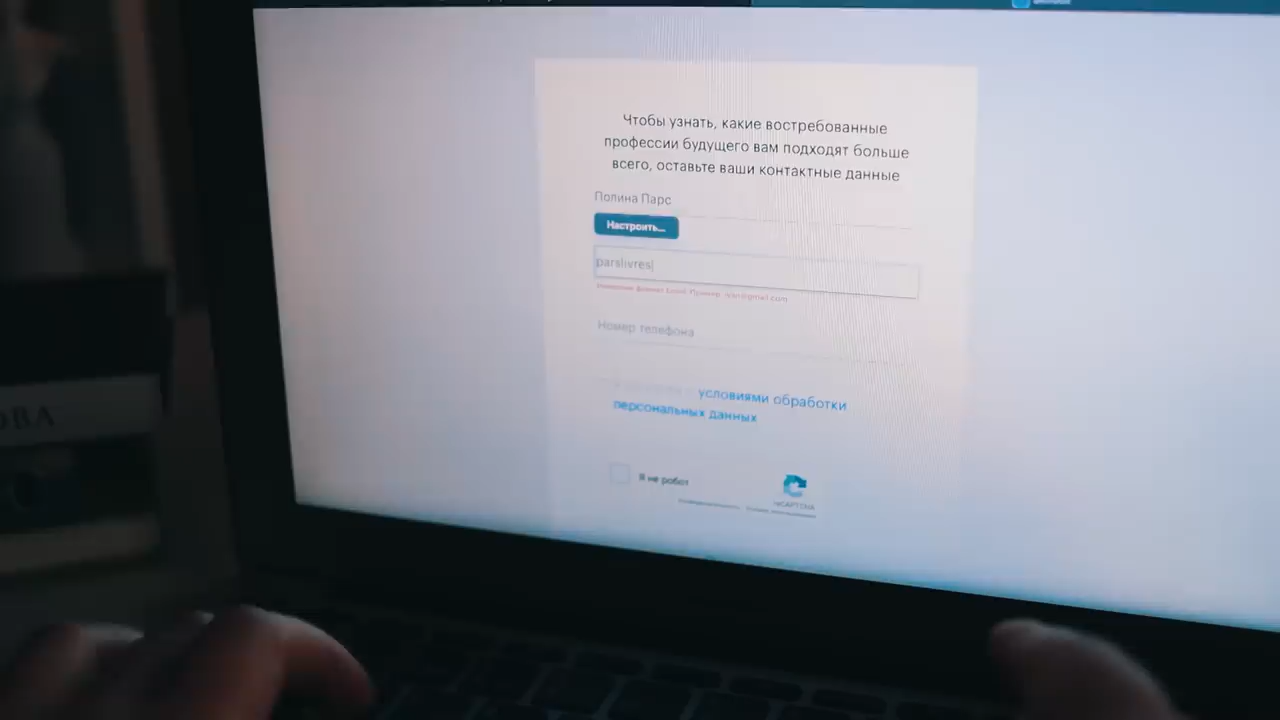 Чтобы узнать, какие востребованные
профессии будущего вам подходят больше
всего, оставьте ваши контактные данные
Полина Парс
Настроить...
parslivres
Номер телефона
условиями обработки
персональных данных
Я не робот
reCAPTCHA